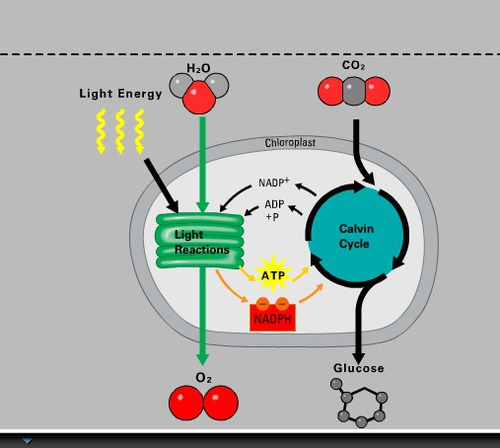 H₂O
CO₂
Light Energy
Chloroplast
NADP⁺
ADP
+P
Light
Reactions
Calvin
Cycle
ATP
NADPH
O₂
Glucose